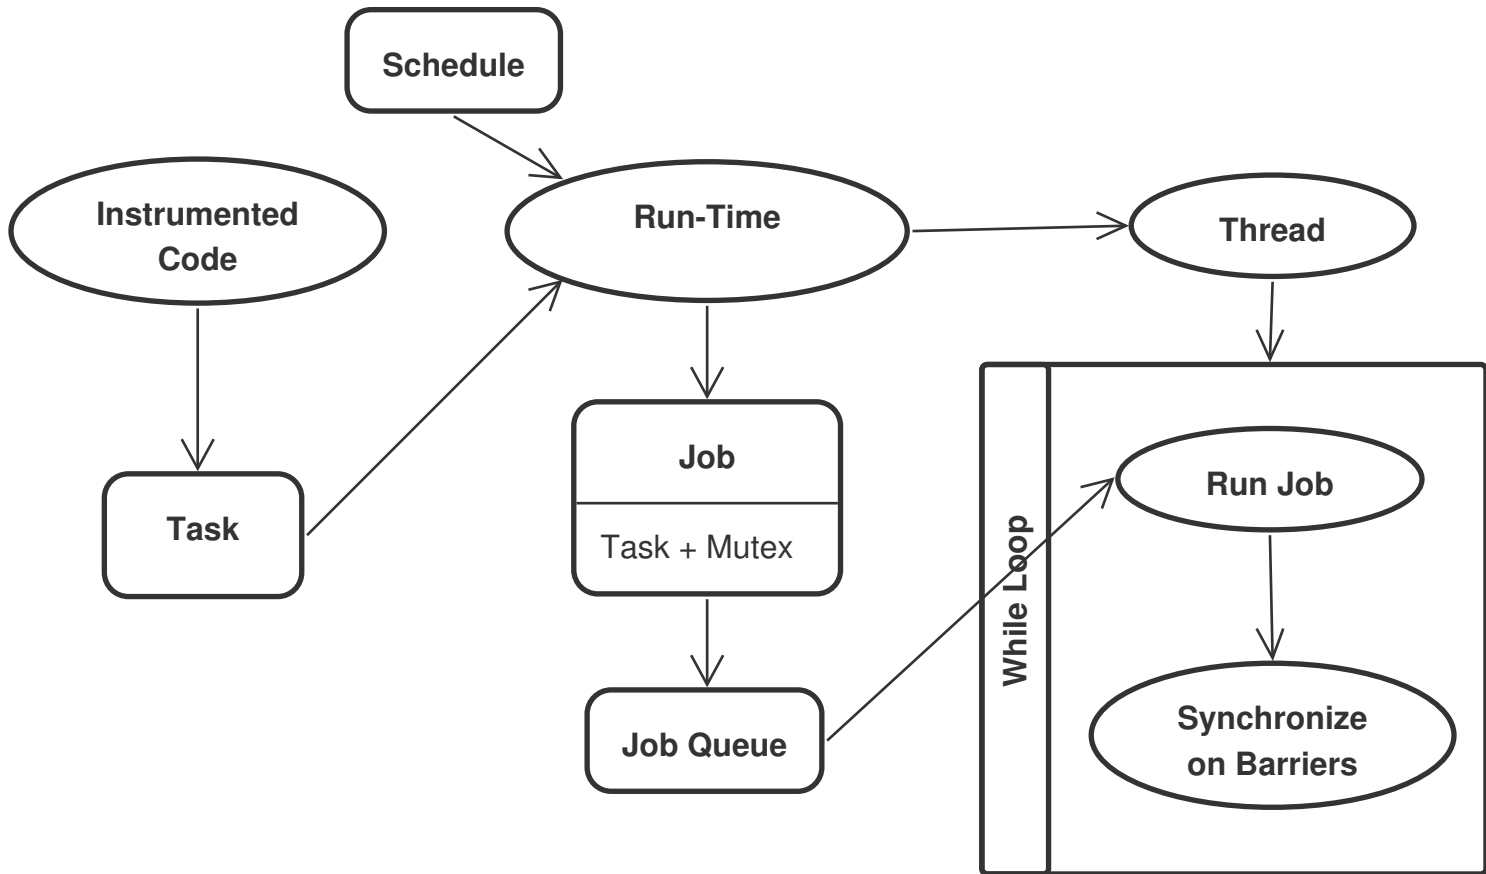 Schedule
Instrumented
Code
Run-Time
Thread
Task
Job
Task + Mutex
Job Queue
While Loop
Run Job
Synchronize
on Barriers